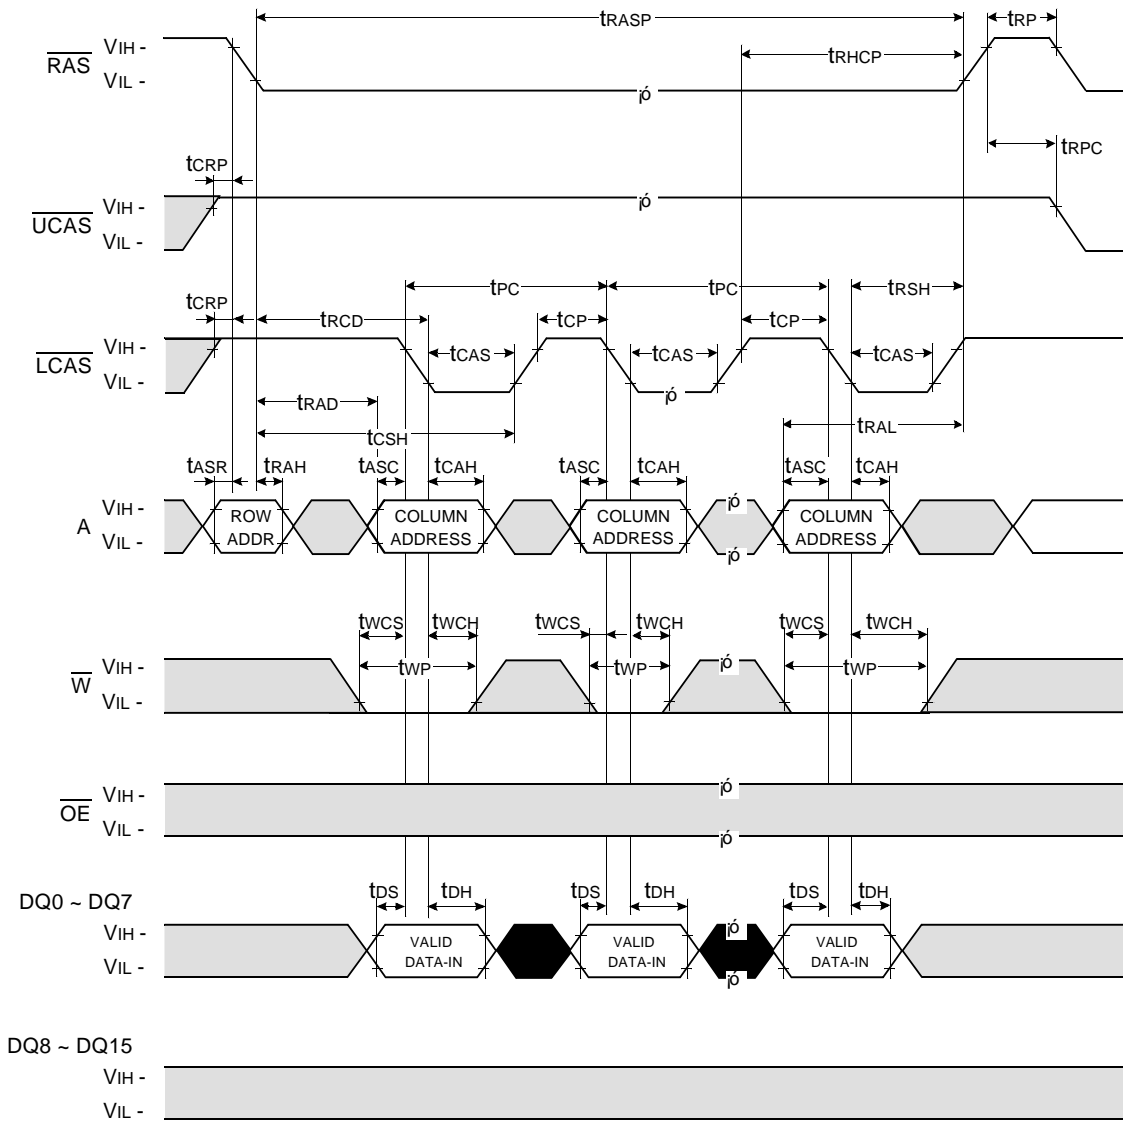 tRASP tRP
RAS VIH - tRHCP
VIL - ¡ó
tRPC
tCRP
UCAS VIH - ¡ó
VIL -
tPC tPC tRSH
tCRP tRCD tCP tCP
LCAS VIH - tCAS tCAS tCAS
VIL - ¡ó
tRAD
tCSH tRAL
tASR tRAH tASC tCAH tASC tCAH tASC tCAH
A VIH - ROW COLUMN COLUMN ¡ó COLUMN
VIL - ADDR ADDRESS ADDRESS ¡ó ADDRESS
tWCS tWCH tWCS tWCH tWCS tWCH
W VIH - tWP tWP ¡ó tWP
VIL -
OE VIH - ¡ó
VIL - ¡ó
DQ0 ~ DQ7 tDS tDH tDS tDH tDS tDH
VIH - VALID VALID ¡ó VALID
VIL - DATA-IN DATA-IN ¡ó DATA-IN
DQ8 ~ DQ15
VIH -
VIL -